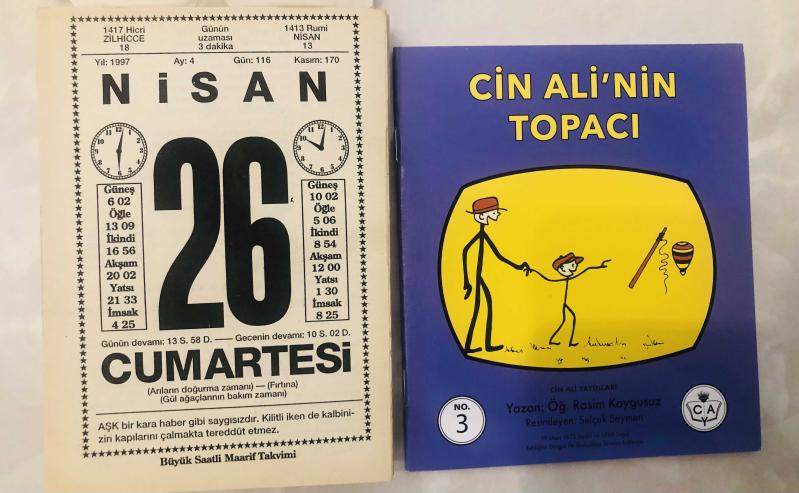 1417 Hicri
ZİLHİCCE
18
Günün
uzaması
3 dakika
1413 Rumi
NİSAN
13
Yıl: 1997 Ay: 4 Gün: 116 Kasım: 170
NiSAN
26
Güneş
6 02
Öğle
13 09
İkindi
16 56
Akşam
20 02
Yatsı
21 33
İmsak
4 25
Güneş
10 02
Öğle
5 06
İkindi
8 54
Akşam
12 00
Yatsı
1 30
İmsak
8 25
Günün devamı: 13 S. 58 D. — Gecenin devamı: 10 S. 02 D.
CUMARTESi
(Arıların doğurma zamanı) — (Fırtına)
(Gül ağaçlarının bakım zamanı)
AŞK bir kara haber gibi saygısızdır. Kilitli iken de kalbini-
zin kapılarını çalmakta tereddüt etmez.
Büyük Saatli Maarif Takvimi
CİN ALİ'NİN
TOPACI
CİN ALİ YAYINLARI
Yazan: Öğ. Rasim Kaygusuz
Resimleyen: Selçuk Seymen
NO.
3
C A